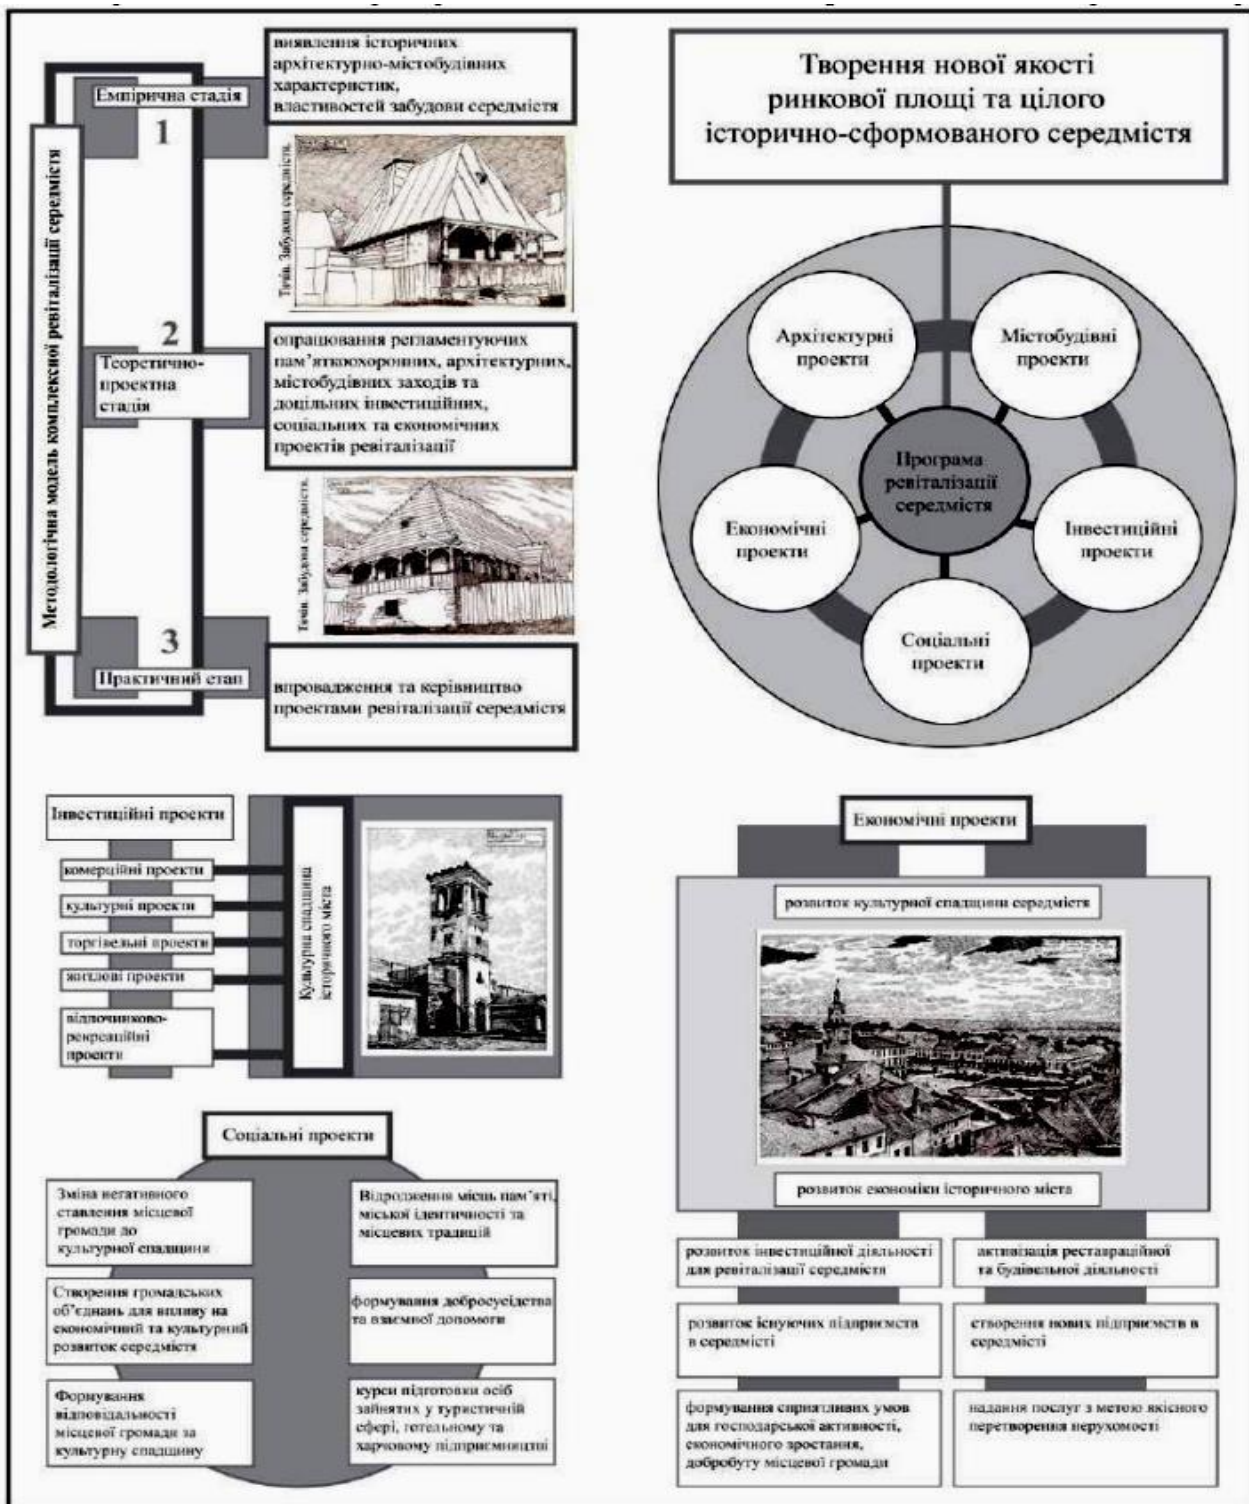 Методологічна модель комплексної ревіталізації середмістя
Емпірична стадія
1
виявлення історичних
архітектурно-містобудівних
характеристик,
властивостей забудови середмістя
Забудова середмістя.
2
Теоретично-
проектна
стадія
опрацювання регламентуючих
пам’яткоохоронних, архітектурних,
містобудівних заходів та
доцільних інвестиційних,
соціальних та економічних
проектів ревіталізації
Забудова середмістя.
3
Практичний етап
впровадження та керівництво
проектами ревіталізації середмістя
Творення нової якості
ринкової площі та цілого
історично-сформованого середмістя
Архітектурні
проекти
Містобудівні
проекти
Програма
ревіталізації
середмістя
Економічні
проекти
Інвестиційні
проекти
Соціальні
проекти
Інвестиційні проекти
комерційні проекти
культурні проекти
торгівельні проекти
житлові проекти
відпочинково-
рекреаційні
проекти
Культурна спадщина
історичного міста
Економічні проекти
розвиток культурної спадщини середмістя
розвиток економіки історичного міста
розвиток інвестиційної діяльності
для ревіталізації середмістя
активізація реставраційної
та будівельної діяльності
розвиток існуючих підприємств
в середмісті
створення нових підприємств в
середмісті
формування сприятливих умов
для господарської активності,
економічного зростання,
добробуту місцевої громади
надання послуг з метою якісного
перетворення нерухомості
Соціальні проекти
Зміна негативного
ставлення місцевої
громади до
культурної спадщини
Відродження місць пам’яті,
міської ідентичності та
місцевих традицій
Створення громадських
об’єднань для впливу на
економічний та культурний
розвиток середмістя
формування добросусідства
та взаємної допомоги
Формування
відповідальності
місцевої громади за
культурну спадщину
курси підготовки осіб
зайнятих у туристичній
сфері, готельному та
харчовому підприємництві